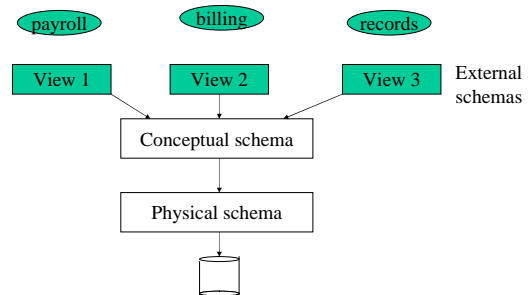 payroll
billing
records
View 1
View 2
View 3
External
schemas
Conceptual schema
Physical schema